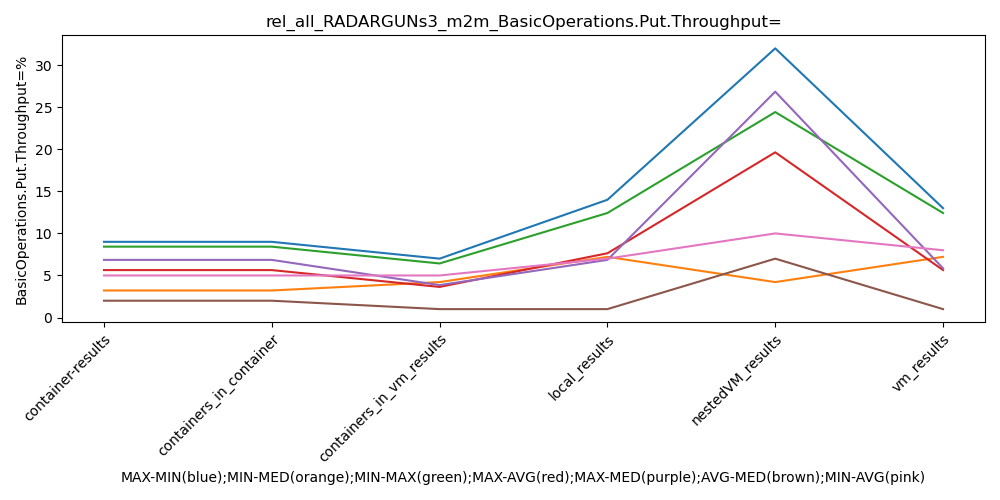 rel_all_RADARGUNs3_m2m_BasicOperations.Put.Throughput=
BasicOperations.Put.Throughput=%
30
25
20
15
10
5
0
container-results
containers_in_container
containers_in_vm_results
local_results
nestedVM_results
vm_results
MAX-MIN(blue);MIN-MED(orange);MIN-MAX(green);MAX-AVG(red);MAX-MED(purple);AVG-MED(brown);MIN-AVG(pink)